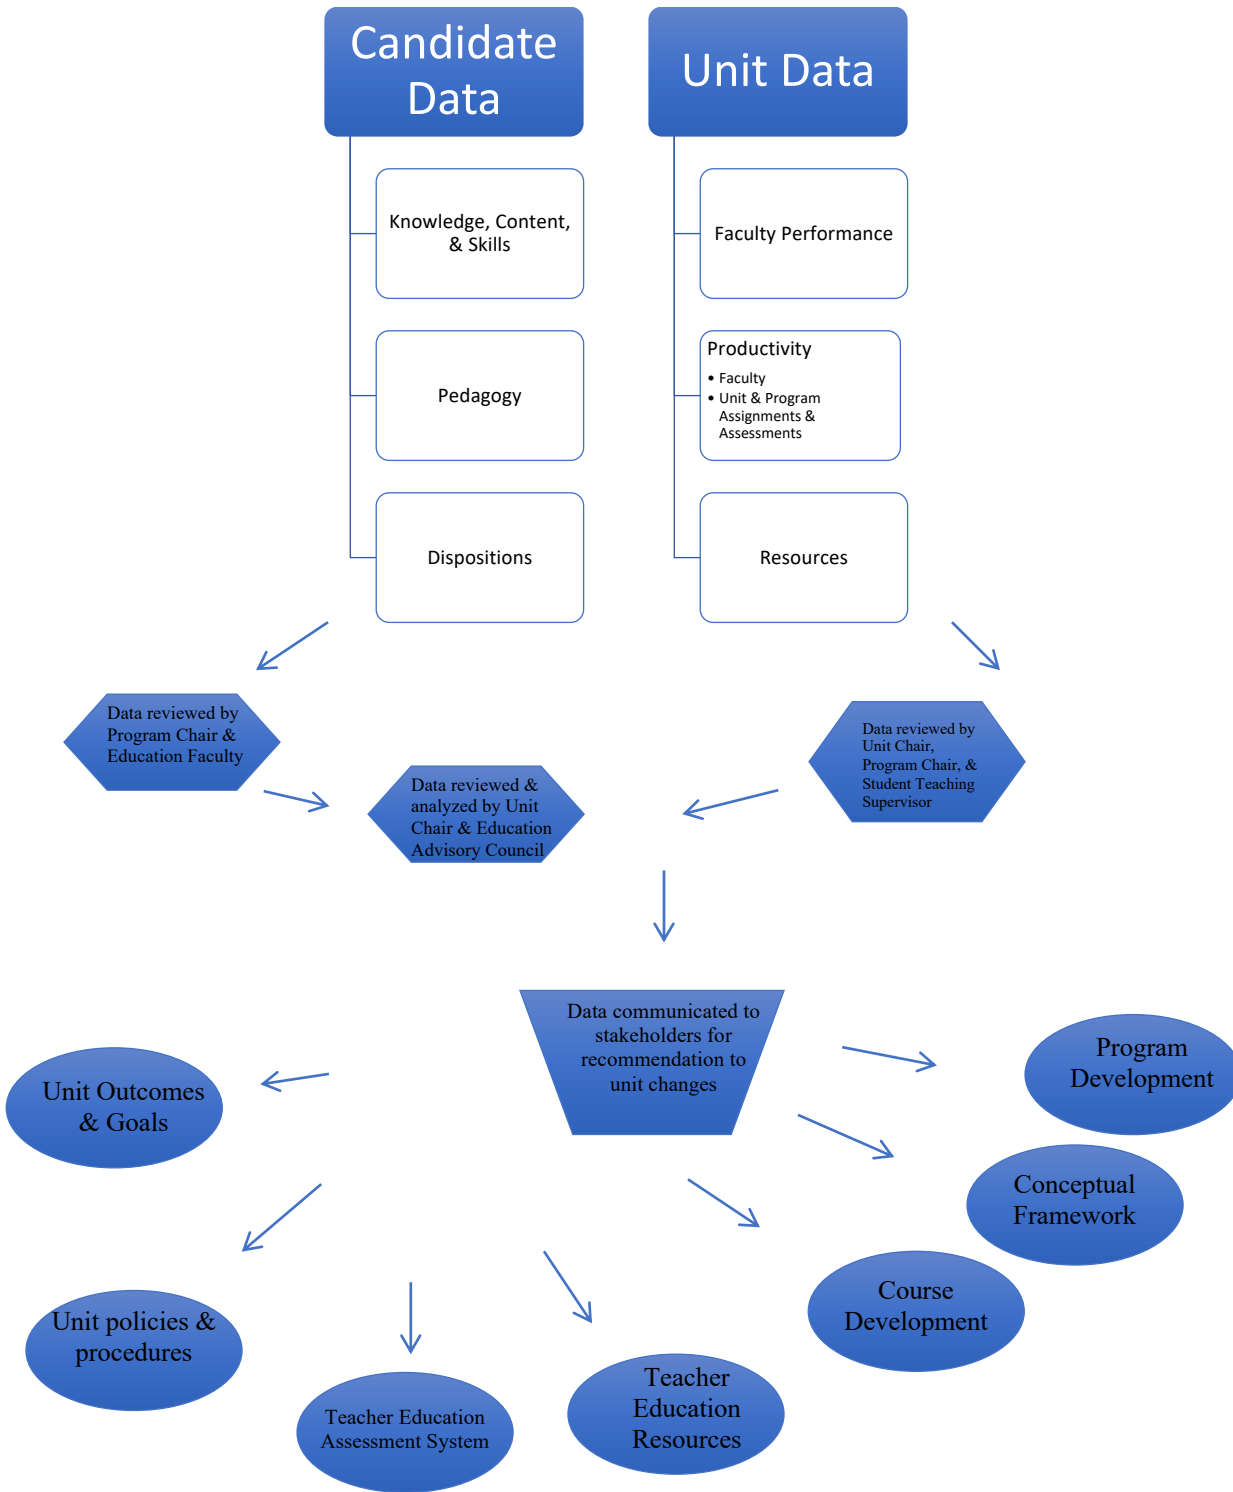 Candidate
Data
Unit Data
Knowledge, Content,
& Skills
Faculty Performance
Pedagogy
Productivity
• Faculty
• Unit & Program
Assignments &
Assessments
Dispositions
Resources
Data reviewed by
Program Chair &
Education Faculty
Data reviewed by
Unit Chair,
Program Chair, &
Student Teaching
Supervisor
Data reviewed &
analyzed by Unit
Chair & Education
Advisory Council
Data communicated to
stakeholders for
recommendation to
unit changes
Program
Development
Unit Outcomes
& Goals
Conceptual
Framework
Course
Development
Unit policies &
procedures
Teacher
Education
Resources
Teacher Education
Assessment System